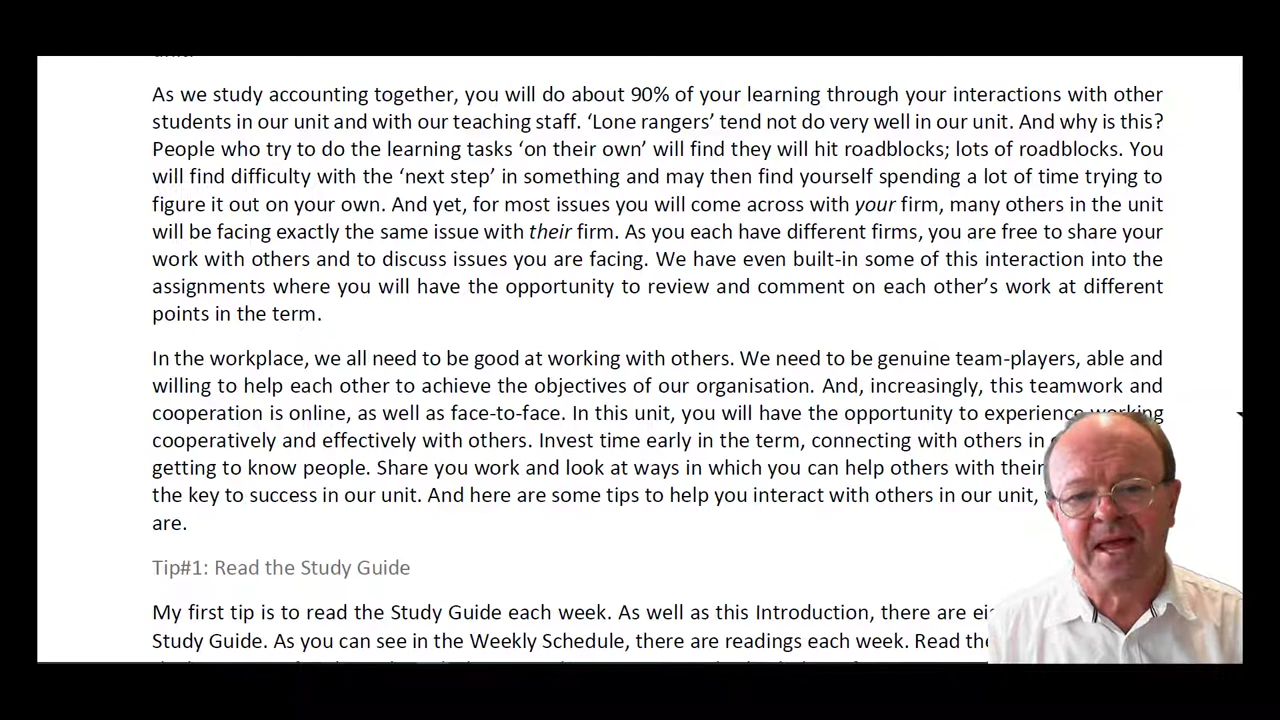 As we study accounting together, you will do about 90% of your learning through your interactions with other
students in our unit and with our teaching staff. ‘Lone rangers’ tend not do very well in our unit. And why is this?
People who try to do the learning tasks ‘on their own’ will find they will hit roadblocks; lots of roadblocks. You
will find difficulty with the ‘next step’ in something and may then find yourself spending a lot of time trying to
figure it out on your own. And yet, for most issues you will come across with your firm, many others in the unit
will be facing exactly the same issue with their firm. As you each have different firms, you are free to share your
work with others and to discuss issues you are facing. We have even built-in some of this interaction into the
assignments where you will have the opportunity to review and comment on each other’s work at different
points in the term.
In the workplace, we all need to be good at working with others. We need to be genuine team-players, able and
willing to help each other to achieve the objectives of our organisation. And, increasingly, this teamwork and
cooperation is online, as well as face-to-face. In this unit, you will have the opportunity to experience working
cooperatively and effectively with others. Invest time early in the term, connecting with others in
getting to know people. Share you work and look at ways in which you can help others with their
the key to success in our unit. And here are some tips to help you interact with others in our unit,
are.
Tip#1: Read the Study Guide
My first tip is to read the Study Guide each week. As well as this Introduction, there are
Study Guide. As you can see in the Weekly Schedule, there are readings each week. Read